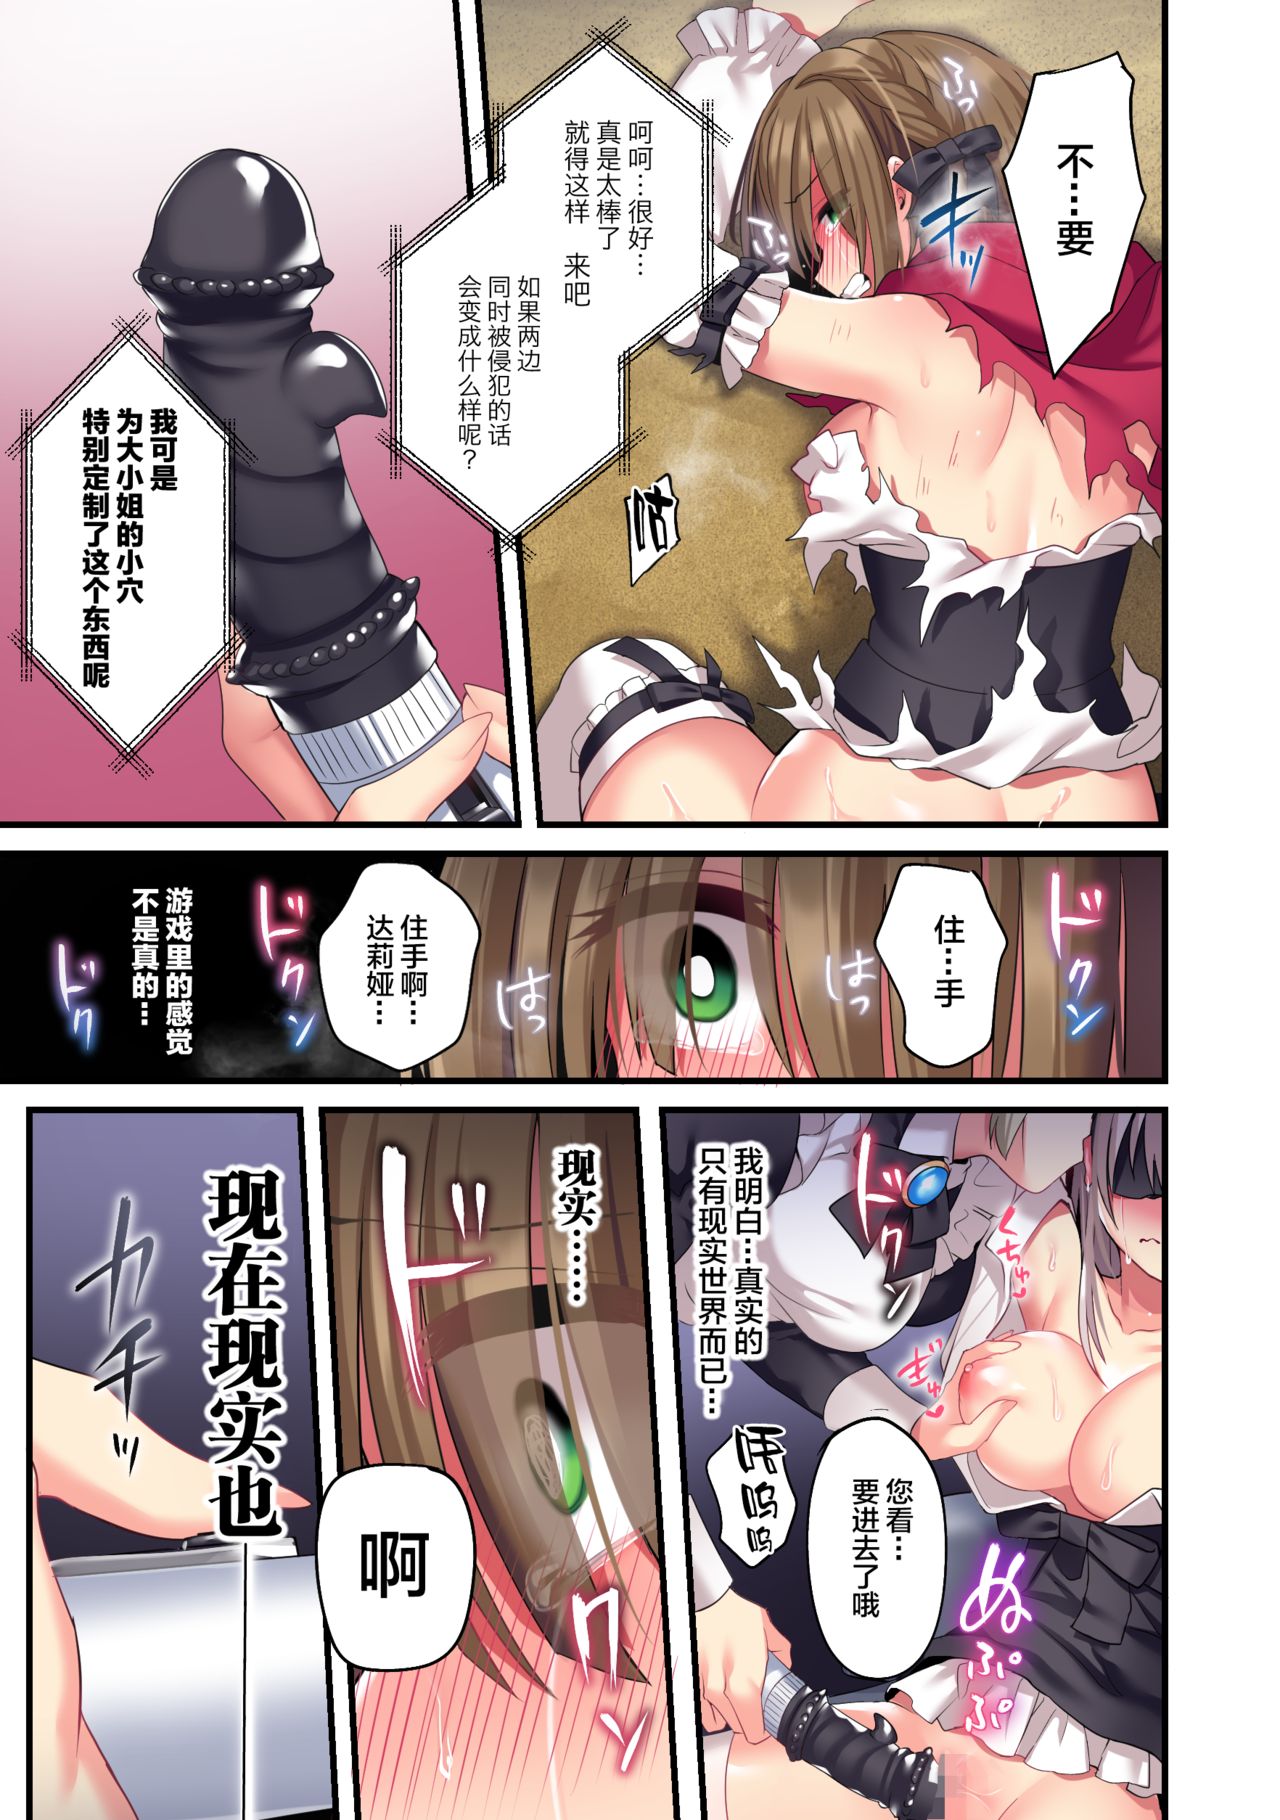 不…要
呵呵…很好…
真是太棒了
就得这样　来吧
如果两边
同时被侵犯的话
会变成什么样呢？
ふっ
ふっ
咕
我可是
为大小姐的小穴
特别定制了这个东西呢
住…手
ドクン
ドクン
はっ
はっ
住手啊…
达莉娅…
ドクン
ドクン
游戏里的感觉
不是真的…
我明白…真实的
只有现实世界而已…
ドクン
くちゅ
ぎゅ
唔呜呜
您看…
要进去了哦
ぬぷぷぷ
现实……
ドクン
啊
现在现实也——
カチッ